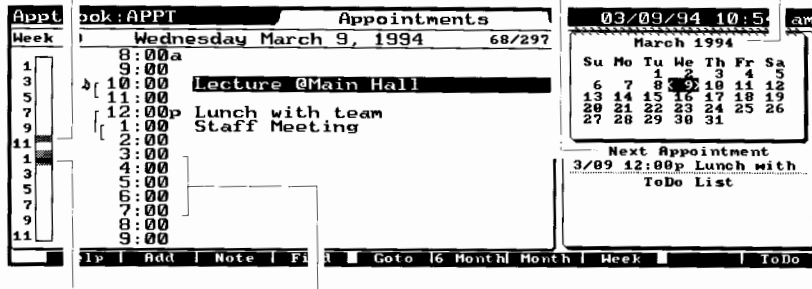 Appt Book:APPT Appointments 03/09/94 10:5 am
Week Wednesday March 9, 1994 68/297
8:00a
9:00
♪ 10:00 Lecture @Main Hall
11:00
12:00p Lunch with team
1:00 Staff Meeting
2:00
3:00
4:00
5:00
6:00
7:00
8:00
9:00
1
3
5
7
9
11
1
3
5
7
9
11
March 1994
Su Mo Tu We Th Fr Sa
1 2 3 4 5
6 7 8 9 10 11 12
13 14 15 16 17 18 19
20 21 22 23 24 25 26
27 28 29 30 31
Next Appointment
3/09 12:00p Lunch with
ToDo List
Add Note Goto 6 Month Month Week ToDo